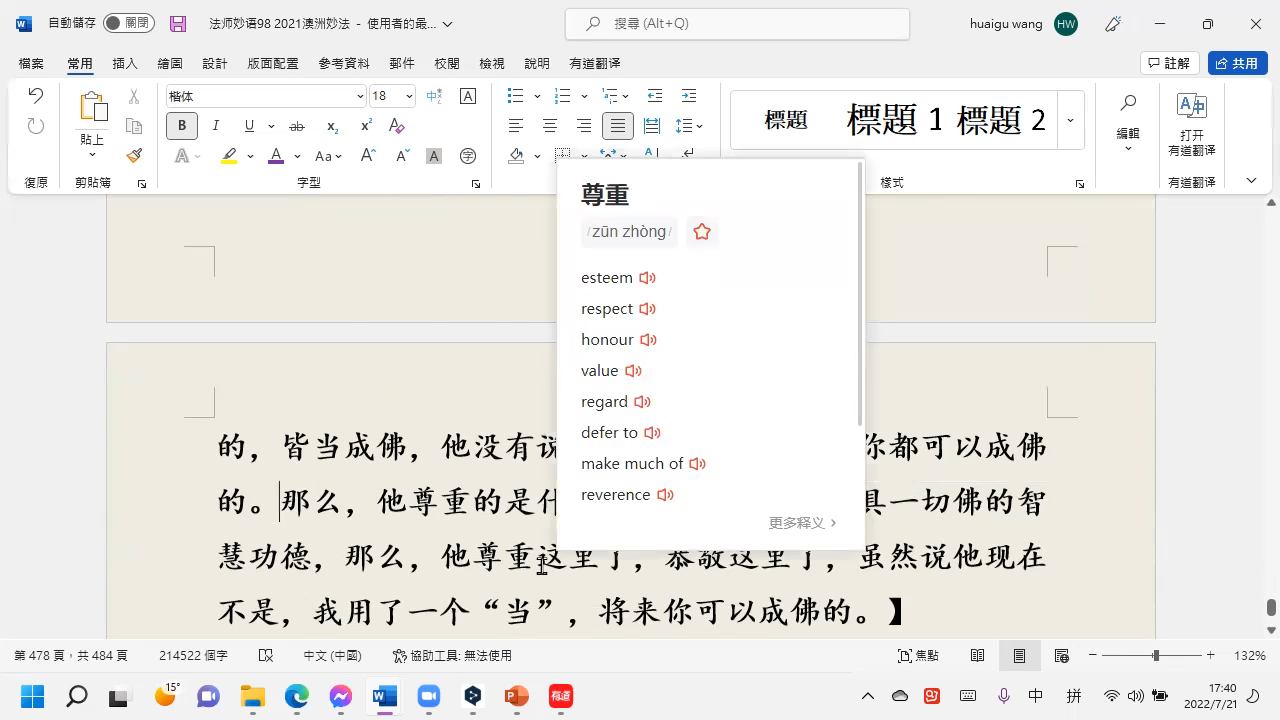 自動儲存 關閉 法师妙语98 2021澳洲妙法 - 使用者的最... 搜尋 (Alt+Q) huaigu wang HW
檔案 常用 插入 繪圖 設計 版面配置 參考資料 郵件 校閱 檢視 說明 有道翻译 註解 共用
楷体 18 A
貼上 B I U ab x₂ x² A
標題 標題 1 標題 2 編輯 打开
有道翻译
A A Aa A A A 字
復原 剪貼簿 字型 樣式 有道翻译
尊重
/ zūn zhòng /
esteem
respect
honour
value
regard
defer to
make much of
reverence
更多释义
的，皆当成佛，他没有说 你都可以成佛
的。那么，他尊重的是什 具一切佛的智
慧功德，那么，他尊重这里了，恭敬这里了，虽然说他现在
不是，我用了一个“当”，将来你可以成佛的。】
第 478 頁，共 484 頁 214522 個字 中文 (中國) 協助工具: 無法使用 焦點 132%
15° 有道 中 拼 17:40
2022/7/21